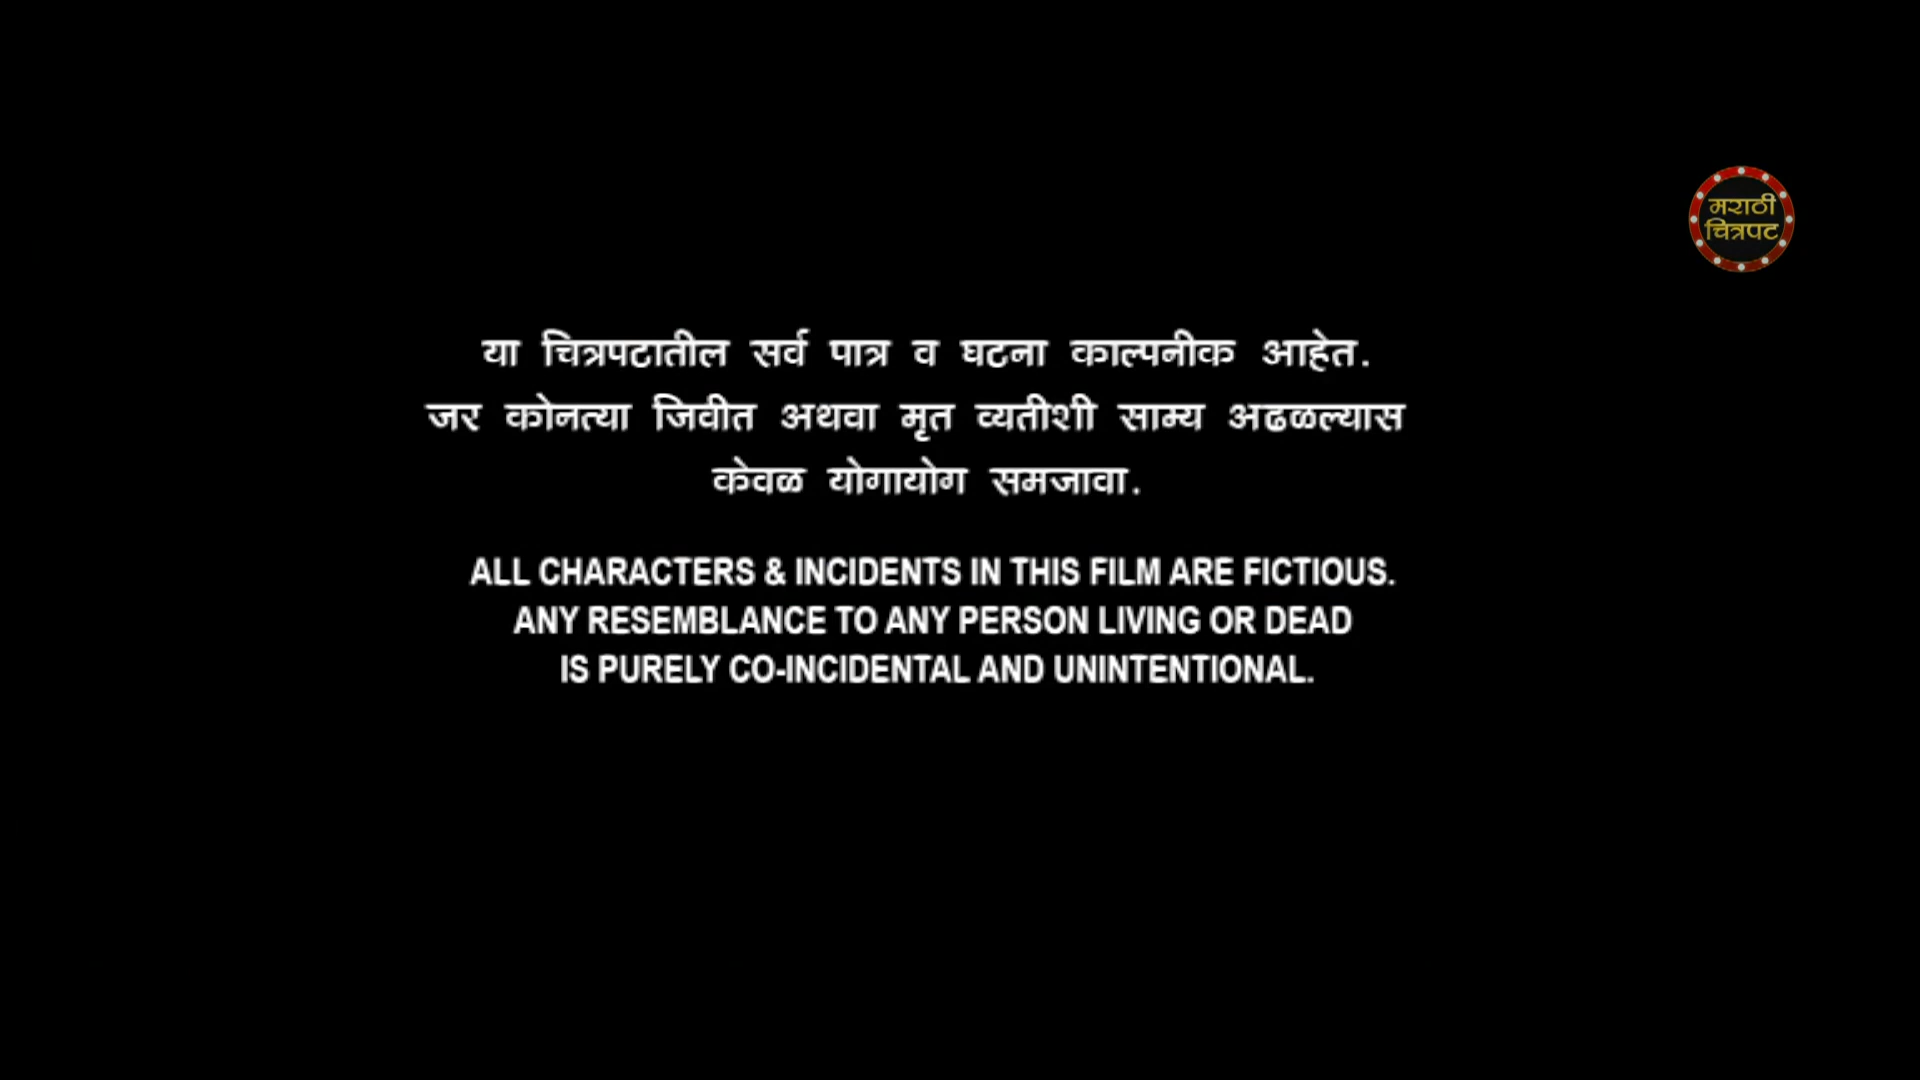 मराठी
चित्रपट
या चित्रपटातील सर्व पात्र व घटना काल्पनीक आहेत.
जर कोनत्या जिवीत अथवा मृत व्यतीशी साम्य अढळल्यास
केवळ योगायोग समजावा.
ALL CHARACTERS & INCIDENTS IN THIS FILM ARE FICTIOUS.
ANY RESEMBLANCE TO ANY PERSON LIVING OR DEAD
IS PURELY CO-INCIDENTAL AND UNINTENTIONAL.